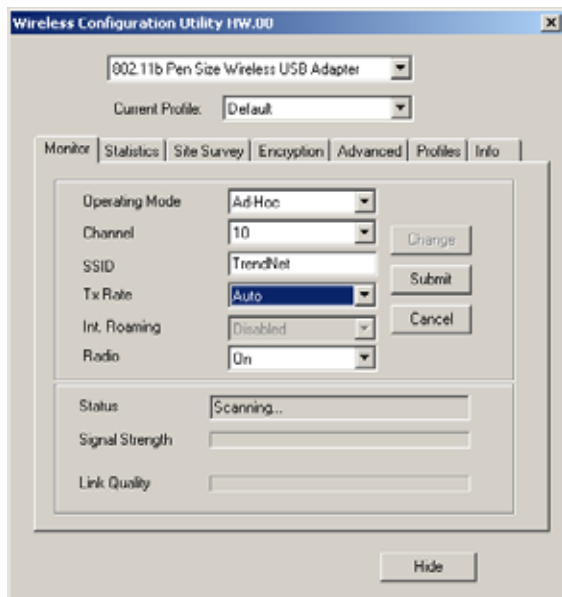 Wireless Configuration Utility HW.00
802.11b Pen Size Wireless USB Adapter
Current Profile: Default
Monitor Statistics Site Survey Encryption Advanced Profiles Info
Operating Mode Ad-Hoc
Channel 10
Change
SSID TrendNet
Submit
Tx Rate Auto
Cancel
Int. Roaming Disabled
Radio On
Status Scanning...
Signal Strength
Link Quality
Hide